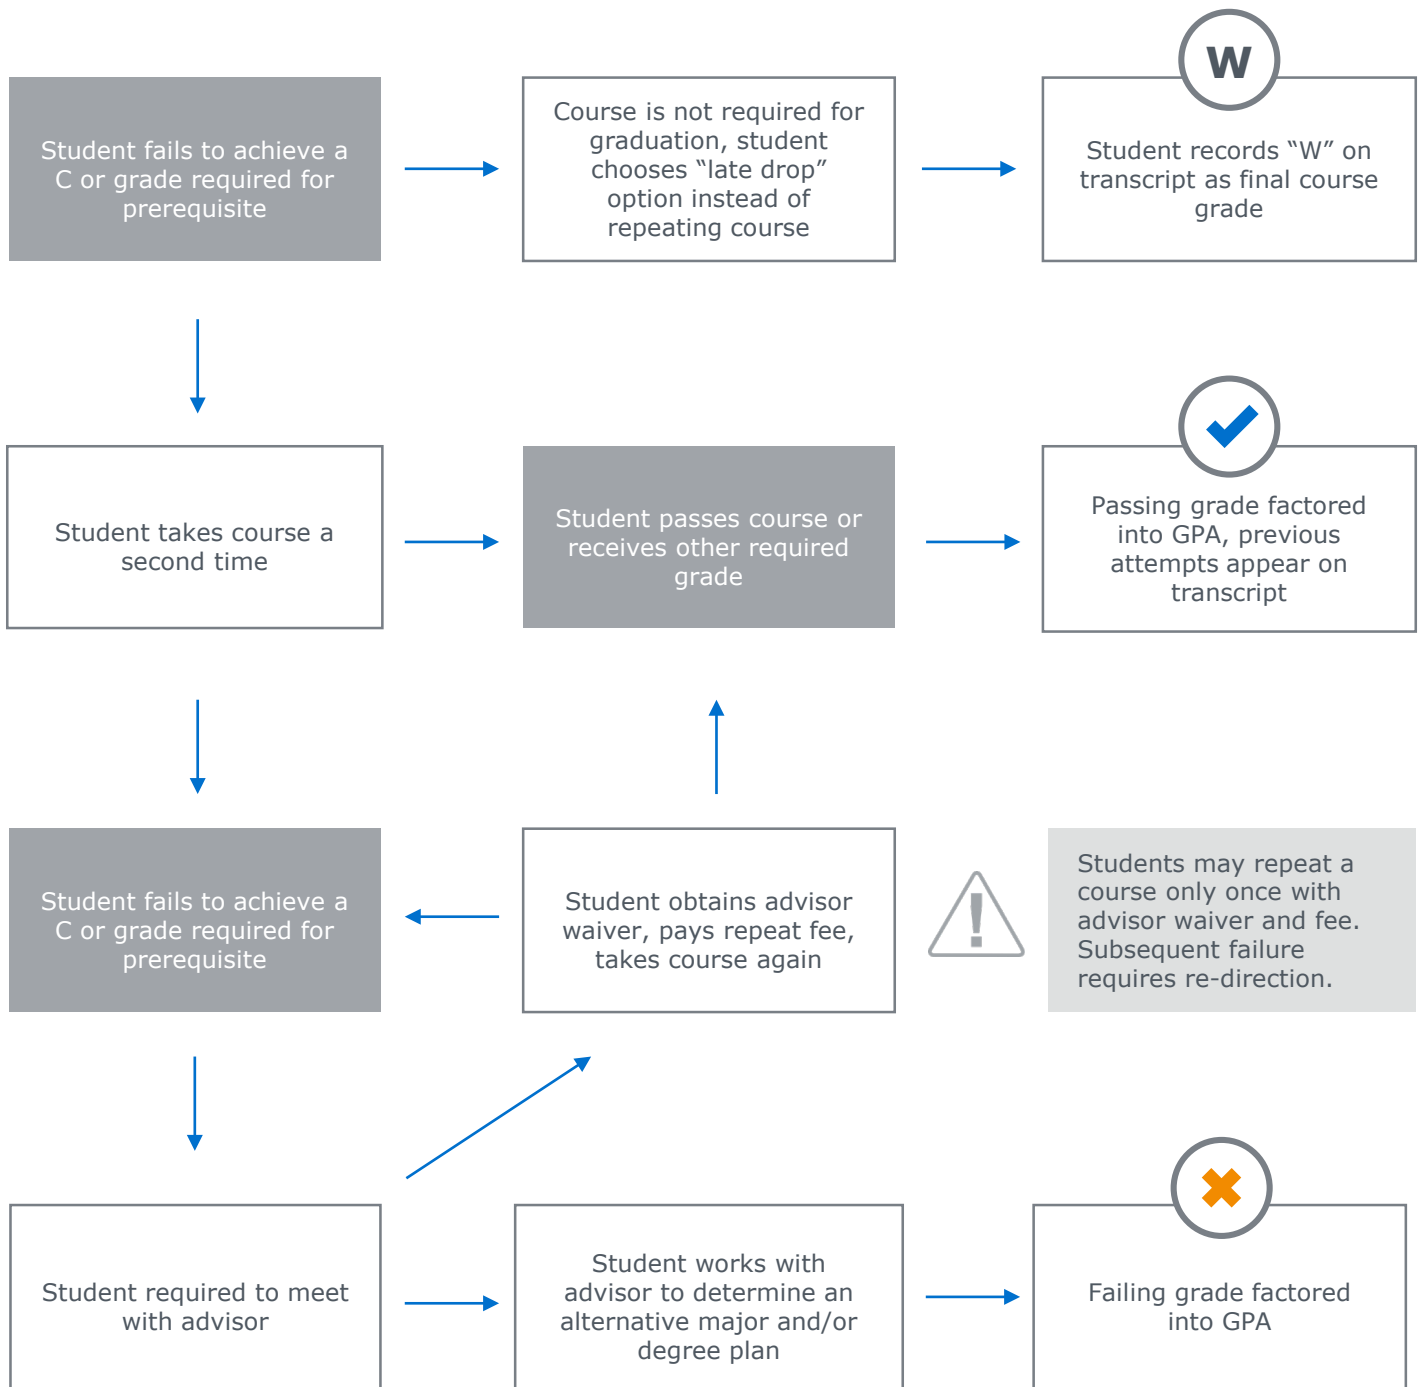 W
Student fails to achieve a
C or grade required for
prerequisite
Course is not required for
graduation, student
chooses “late drop”
option instead of
repeating course
Student records “W” on
transcript as final course
grade
Student takes course a
second time
Student passes course or
receives other required
grade
Passing grade factored
into GPA, previous
attempts appear on
transcript
Student fails to achieve a
C or grade required for
prerequisite
Student obtains advisor
waiver, pays repeat fee,
takes course again
Students may repeat a
course only once with
advisor waiver and fee.
Subsequent failure
requires re-direction.
Student required to meet
with advisor
Student works with
advisor to determine an
alternative major and/or
degree plan
Failing grade factored
into GPA